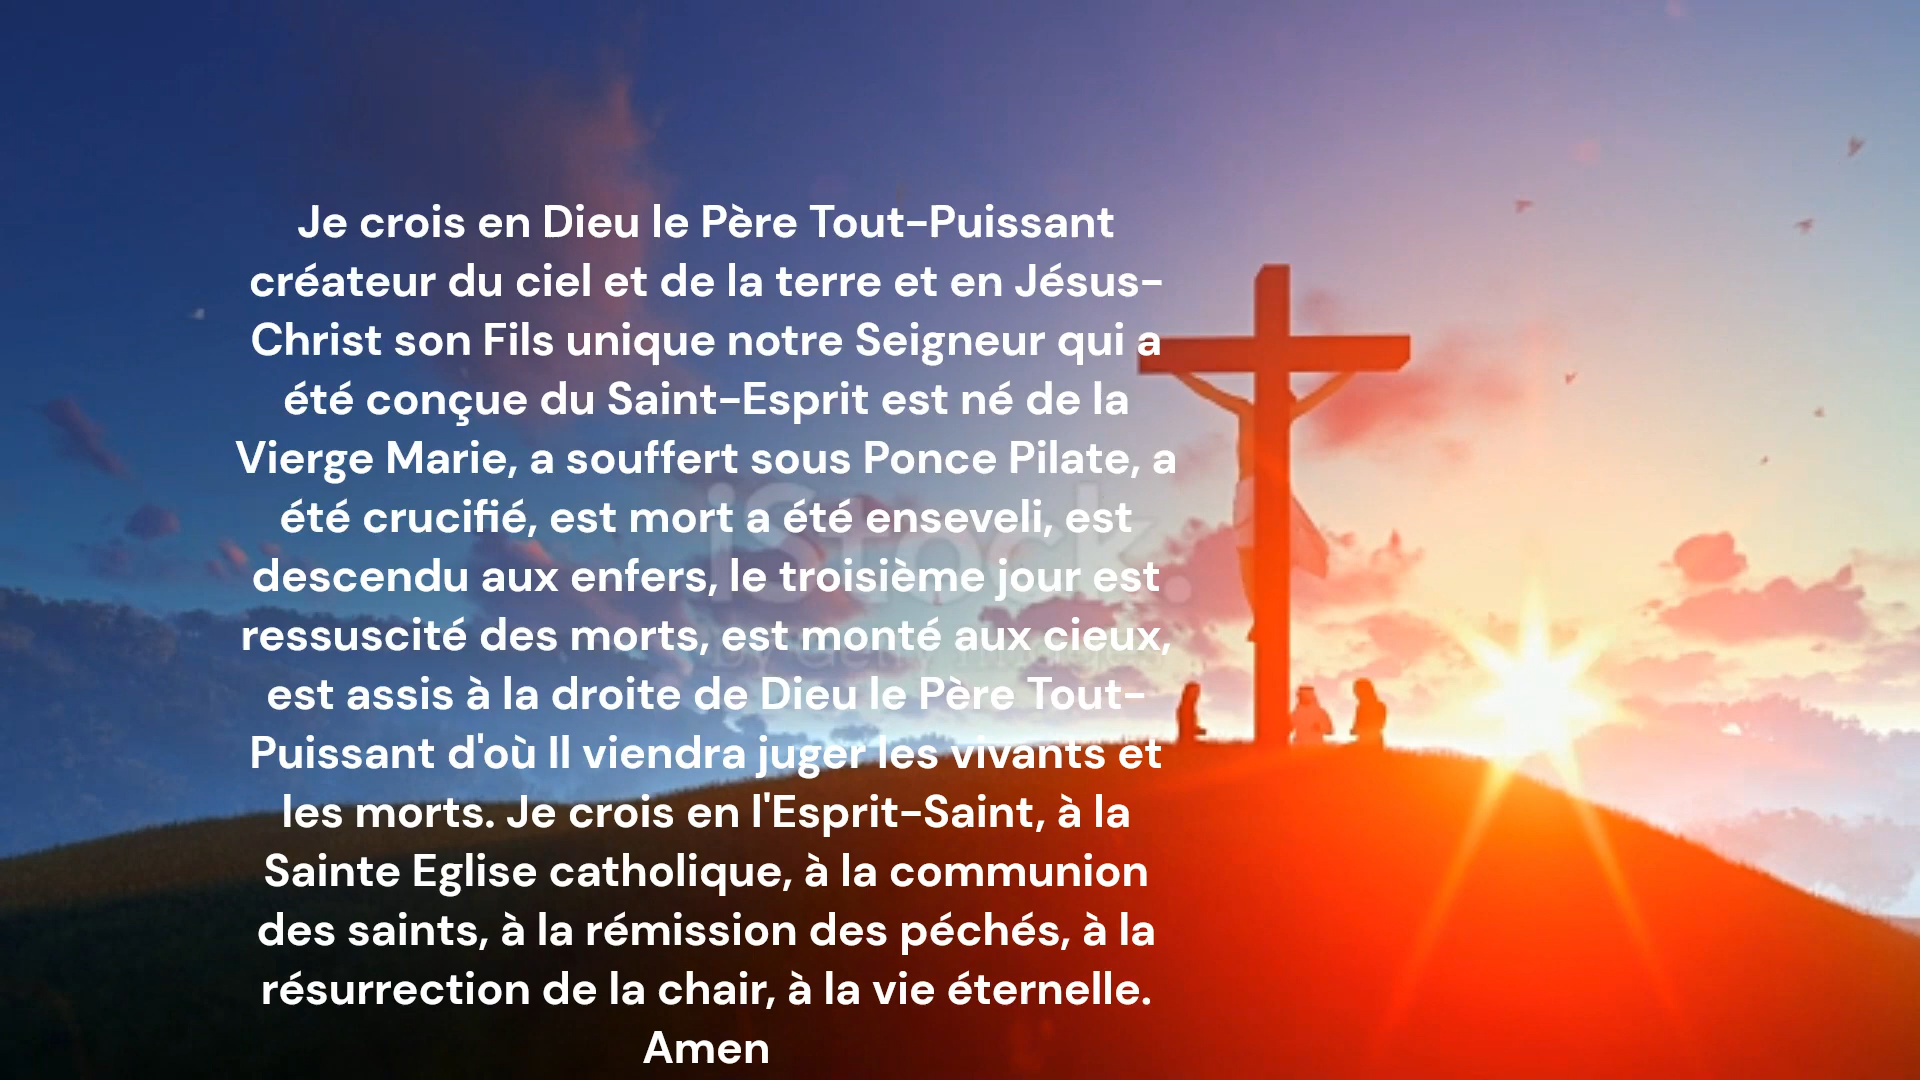 Je crois en Dieu le Père Tout-Puissant
créateur du ciel et de la terre et en Jésus-
Christ son Fils unique notre Seigneur qui a
été conçue du Saint-Esprit est né de la
Vierge Marie, a souffert sous Ponce Pilate, a
été crucifié, est mort a été enseveli, est
descendu aux enfers, le troisième jour est
ressuscité des morts, est monté aux cieux,
est assis à la droite de Dieu le Père Tout-
Puissant d'où Il viendra juger les vivants et
les morts. Je crois en l'Esprit-Saint, à la
Sainte Eglise catholique, à la communion
des saints, à la rémission des péchés, à la
résurrection de la chair, à la vie éternelle.
Amen
iStock.
by Getty Images